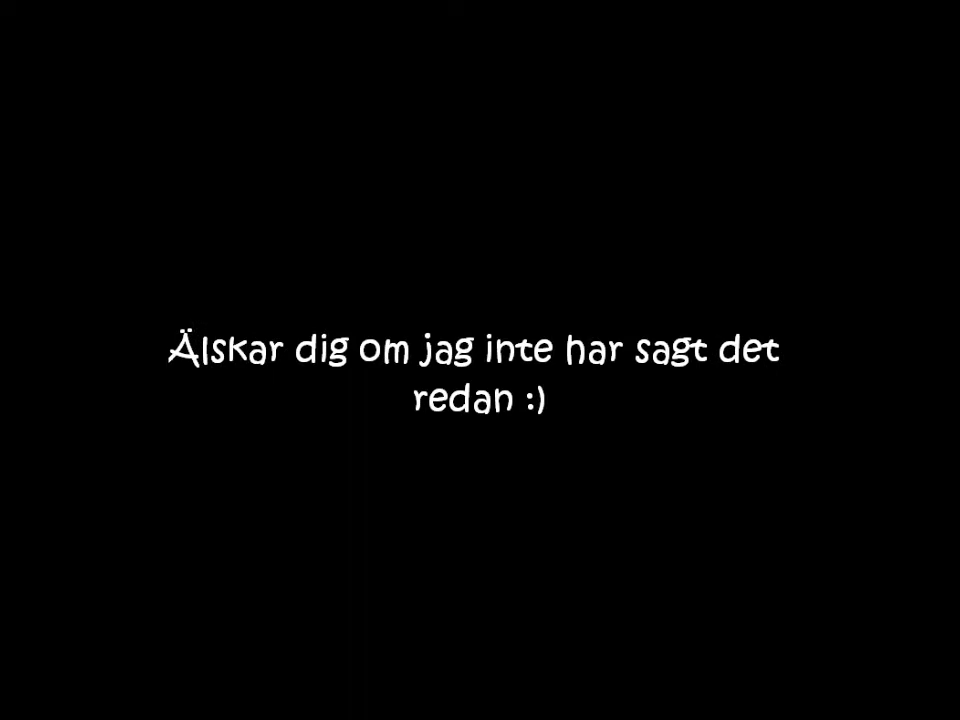 Älskar dig om jag inte har sagt det
redan :)